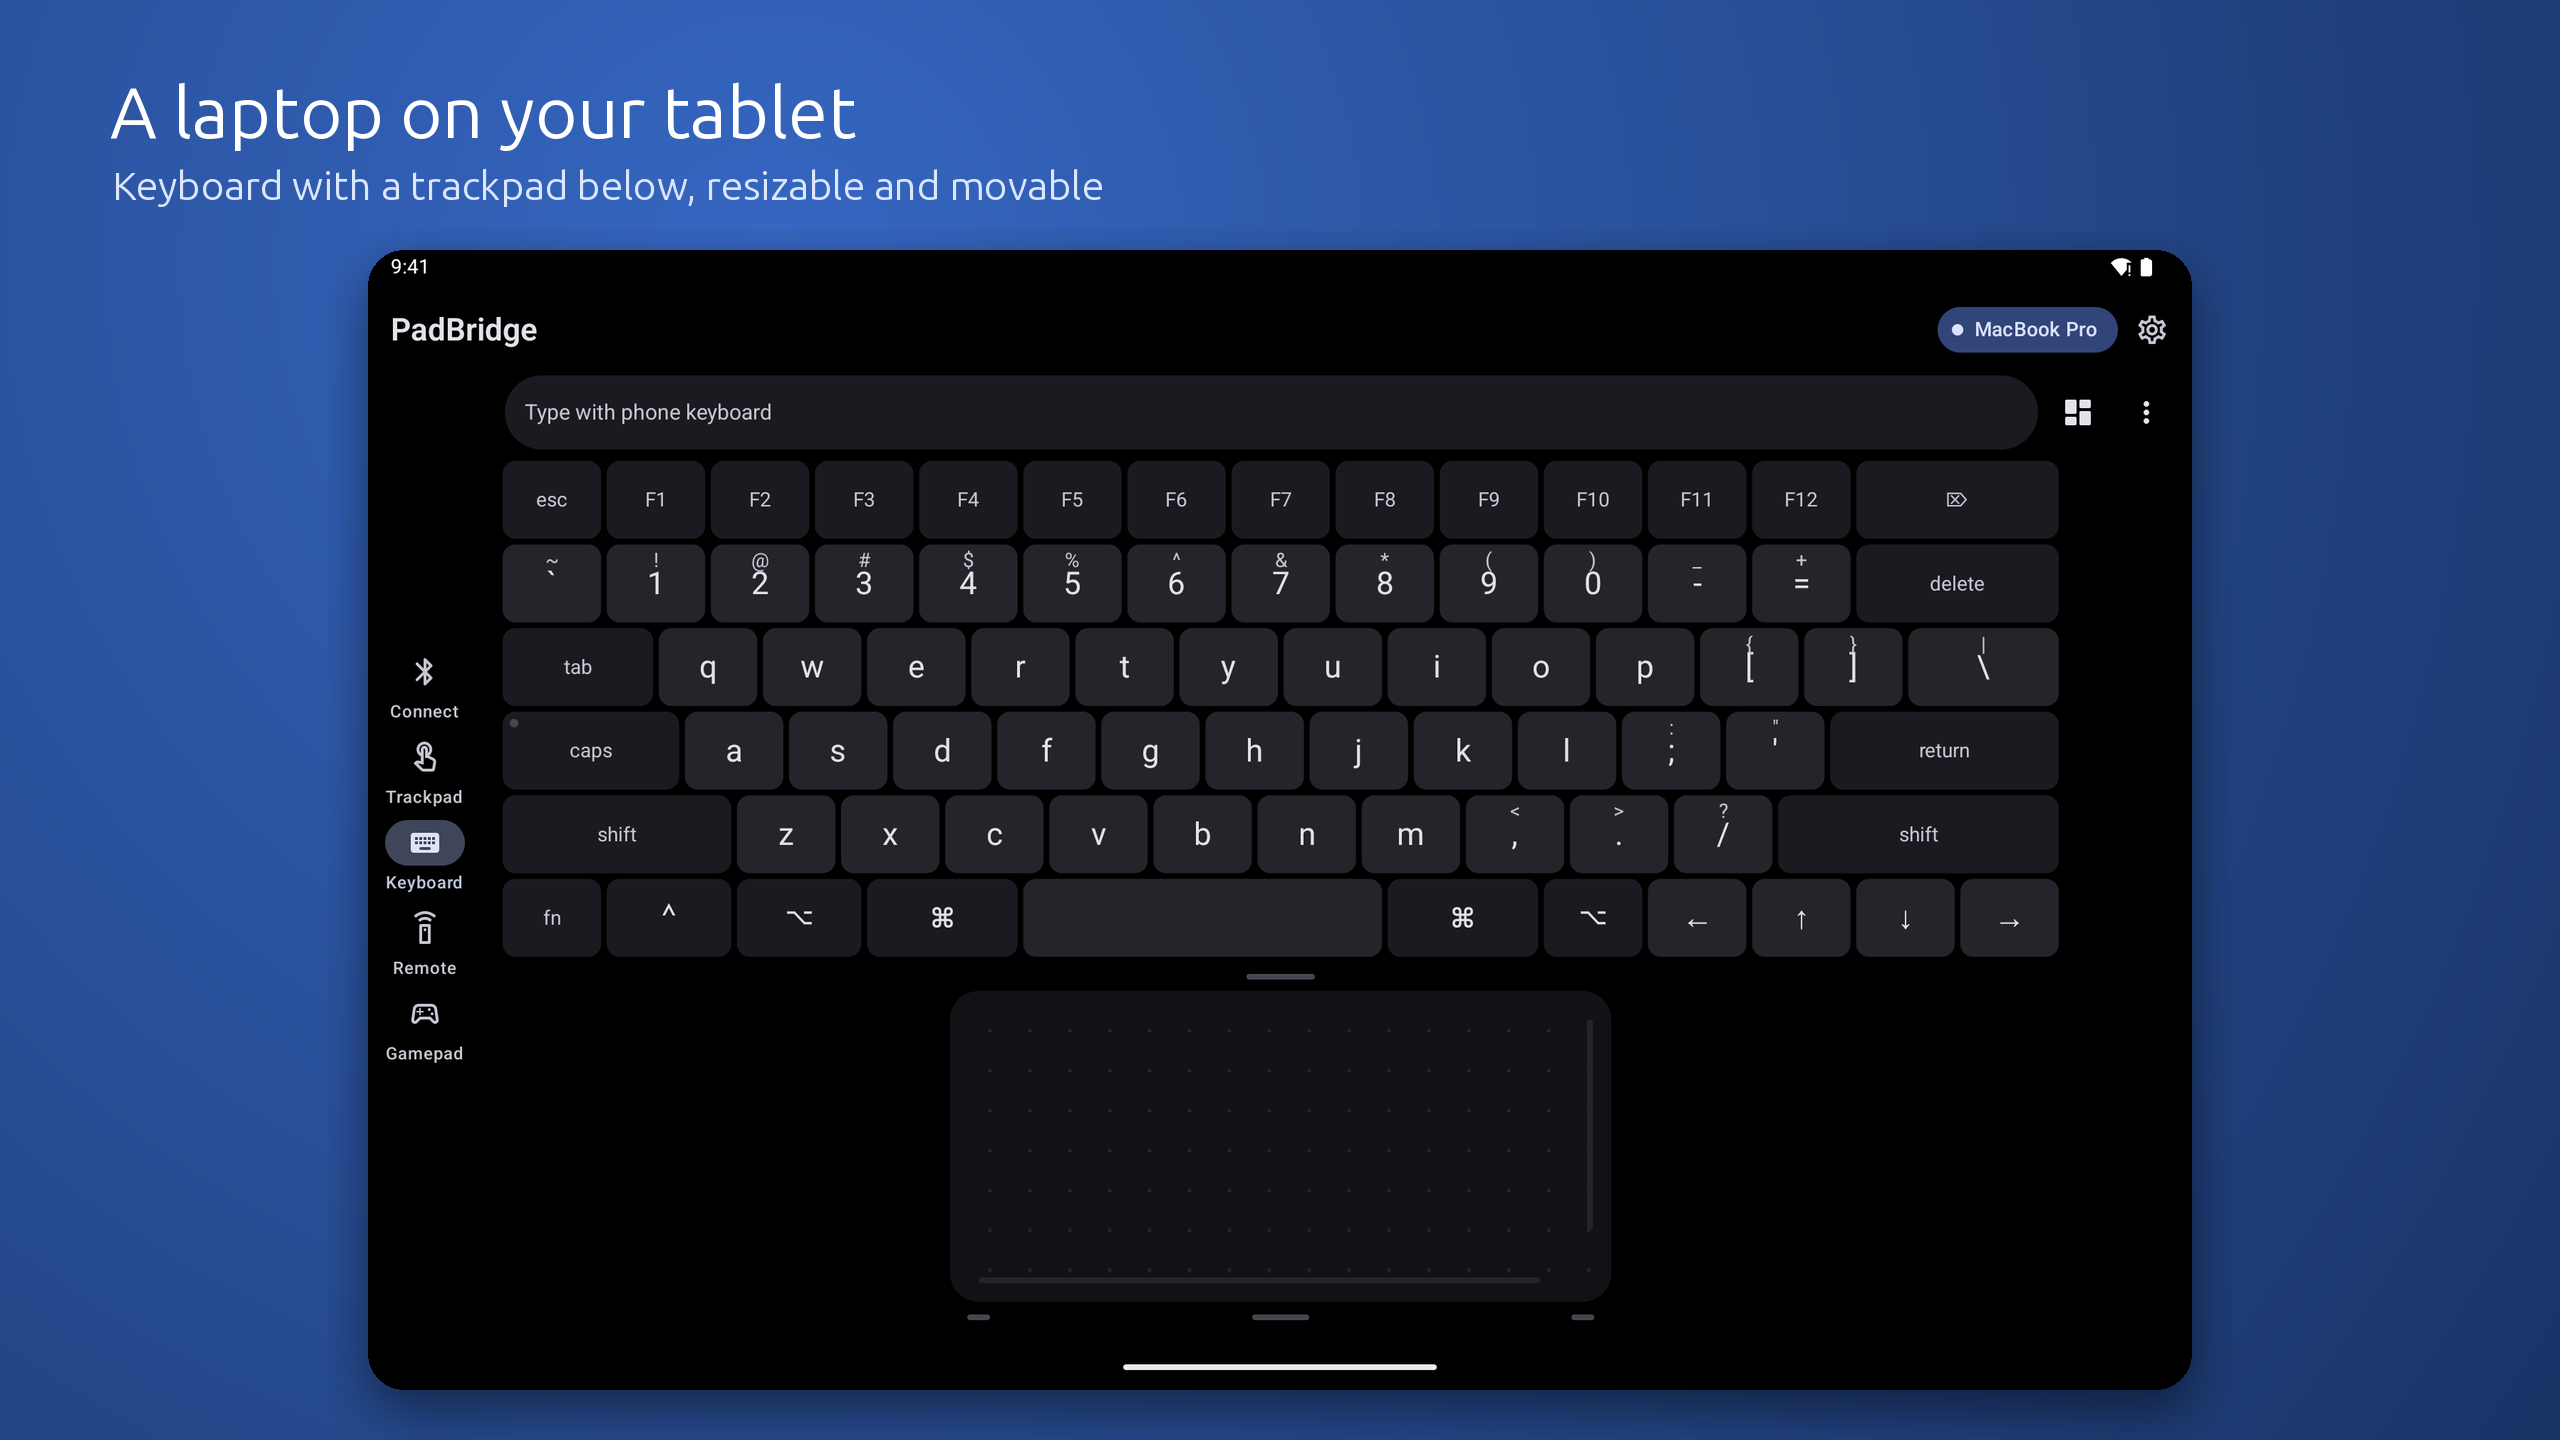 A laptop on your tablet
Keyboard with a trackpad below, resizable and movable
9:41
PadBridge
MacBook Pro
Type with phone keyboard
esc F1 F2 F3 F4 F5 F6 F7 F8 F9 F10 F11 F12 ⌦
~ ! @ # $ % ^ & * ( ) _ +
` 1 2 3 4 5 6 7 8 9 0 - = delete
{ } |
tab q w e r t y u i o p [ ] \
: "
caps a s d f g h j k l ; ' return
< > ?
shift z x c v b n m , . / shift
fn ^ ⌥ ⌘ ⌘ ⌥ ← ↑ ↓ →
Connect
Trackpad
Keyboard
Remote
Gamepad